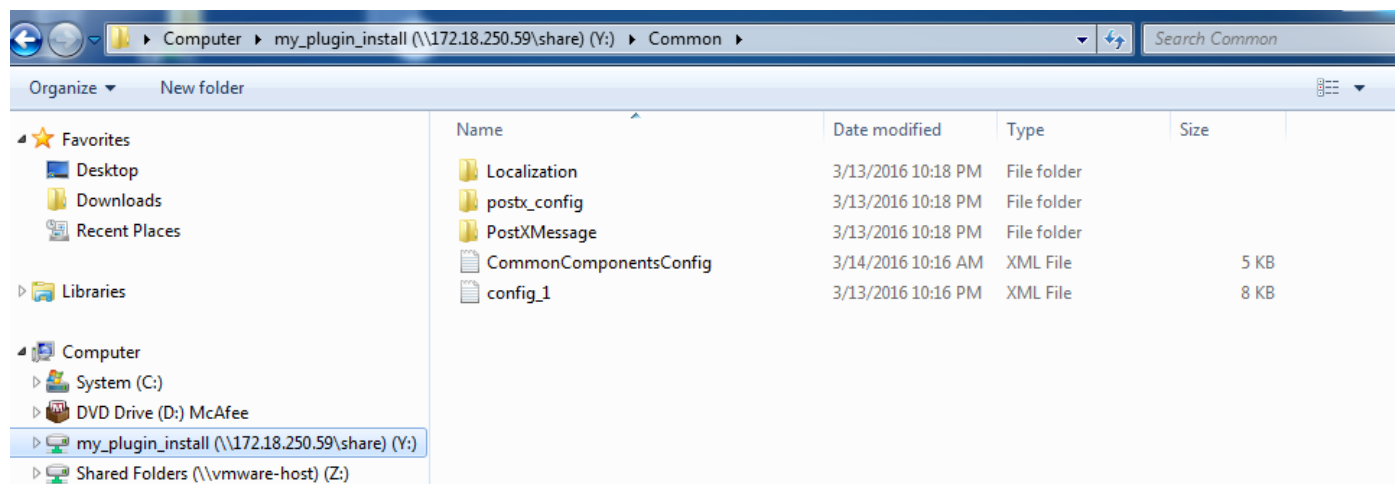 Computer my_plugin_install (\\172.18.250.59\share) (Y:) Common Search Common
Organize New folder
Favorites
Desktop
Downloads
Recent Places
Libraries
Computer
System (C:)
DVD Drive (D:) McAfee
my_plugin_install (\\172.18.250.59\share) (Y:)
Shared Folders (\\vmware-host) (Z:)
Name Date modified Type Size
Localization 3/13/2016 10:18 PM File folder
postx_config 3/13/2016 10:18 PM File folder
PostXMessage 3/13/2016 10:18 PM File folder
CommonComponentsConfig 3/14/2016 10:16 AM XML File 5 KB
config_1 3/13/2016 10:16 PM XML File 8 KB